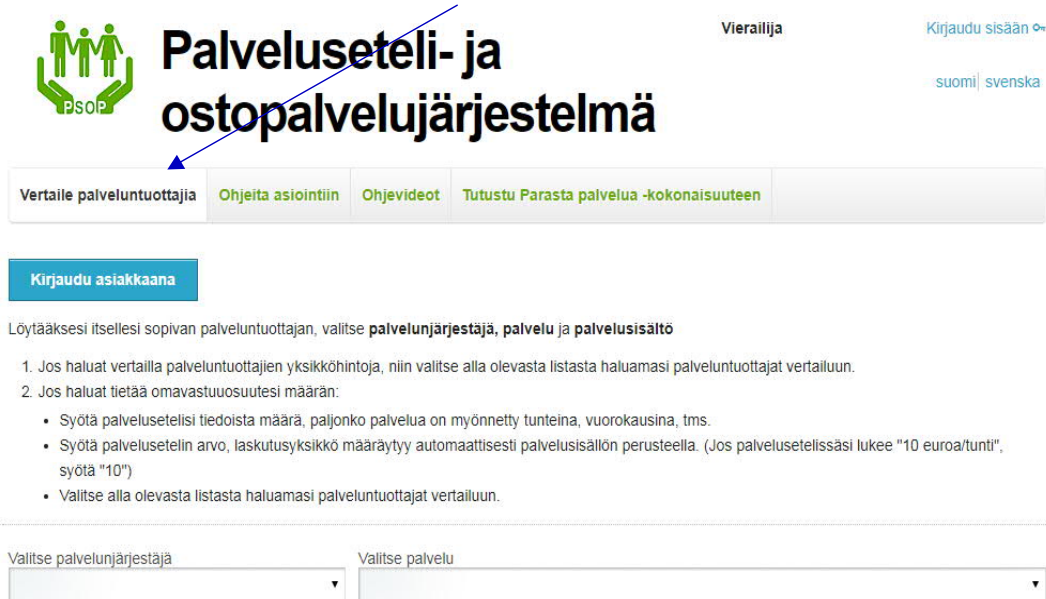 PSOP
Palveluseteli- ja
ostopalvelujärjestelmä
Vierailija
Kirjaudu sisään
suomi| svenska
Vertaile palveluntuottajia
Ohjeita asiointiin
Ohjevideot
Tutustu Parasta palvelua -kokonaisuuteen
Kirjaudu asiakkaana
Löytääksesi itsellesi sopivan palveluntuottajan, valitse palvelunjärjestäjä, palvelu ja palvelusisältö
1. Jos haluat vertailla palveluntuottajien yksikköhintoja, niin valitse alla olevasta listasta haluamasi palveluntuottajat vertailuun.
2. Jos haluat tietää omavastuuosuutesi määrän:
• Syötä palvelusetelisi tiedoista määrä, paljonko palvelua on myönnetty tunteina, vuorokausina, tms.
• Syötä palvelusetelin arvo, laskutusyksikkö määräytyy automaattisesti palvelusisällön perusteella. (Jos palvelusetelissäsi lukee "10 euroa/tunti",
syötä "10")
• Valitse alla olevasta listasta haluamasi palveluntuottajat vertailuun.
Valitse palvelunjärjestäjä
Valitse palvelu